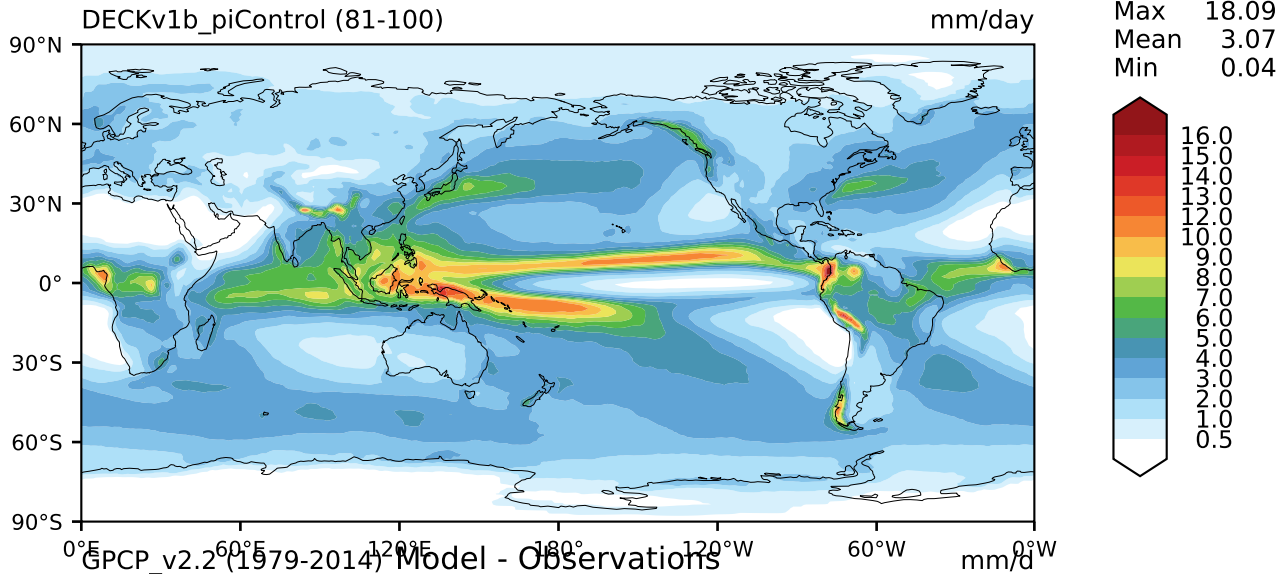 DECKv1b_piControl (81-100) mm/day
Max 18.09
Mean 3.07
Min 0.04
90°N
60°N
30°N
0°
30°S
60°S
90°S
16.0
15.0
14.0
13.0
12.0
10.0
9.0
8.0
7.0
6.0
5.0
4.0
3.0
2.0
1.0
0.5
0°E 60°E 120°E 180° 120°W 60°W 0°W
GPCP_v2.2 (1979-2014) Model - Observations mm/d